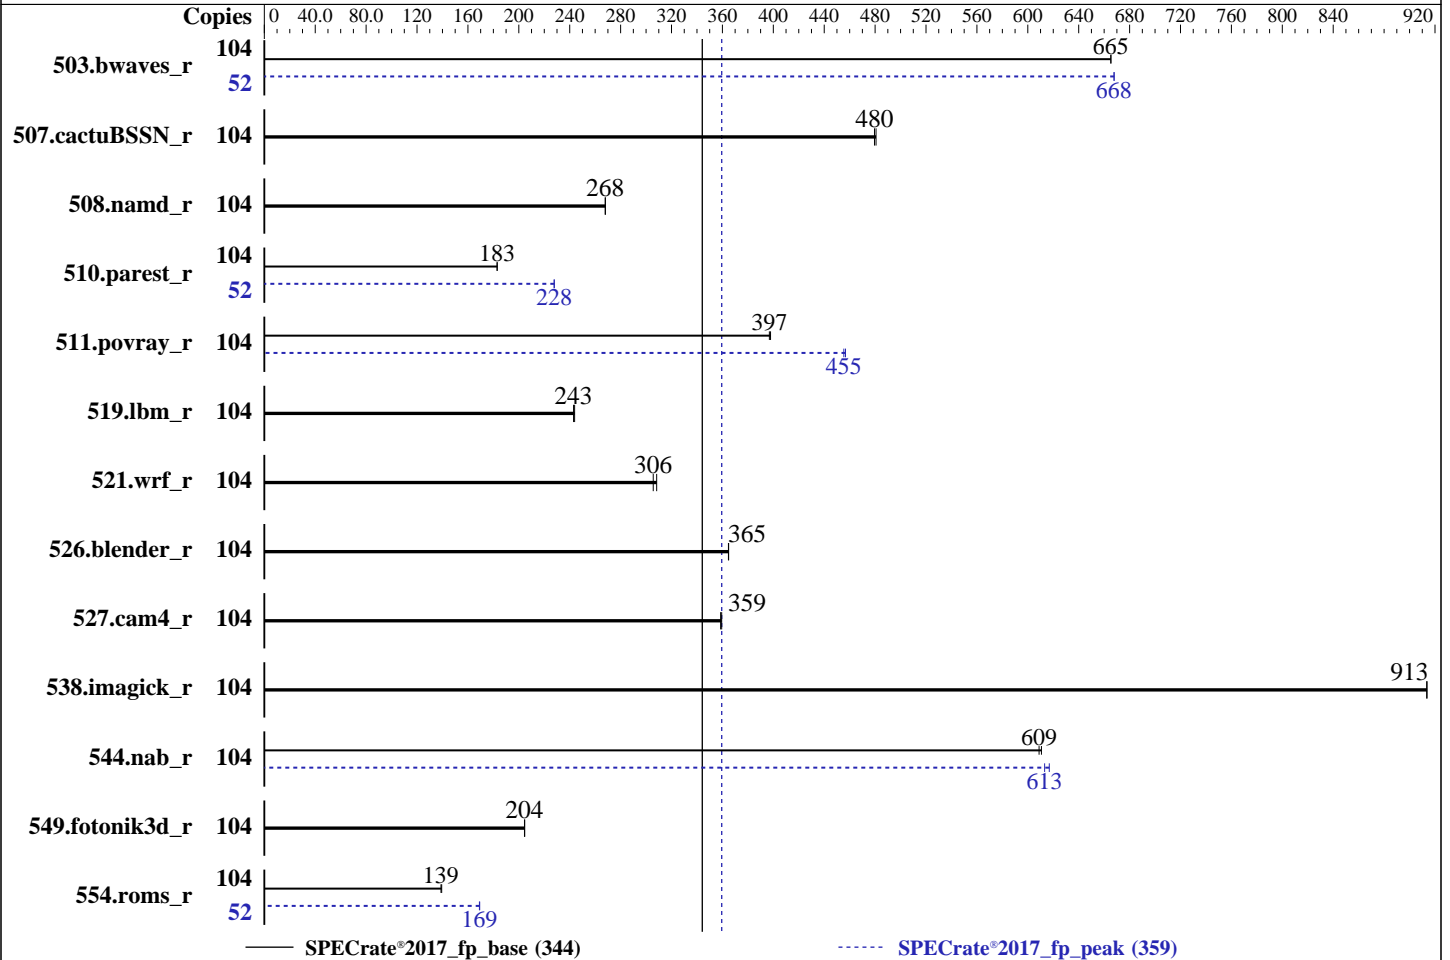 Copies 0 40.0 80.0 120 160 200 240 280 320 360 400 440 480 520 560 600 640 680 720 760 800 840 920
503.bwaves_r 104 665
52 668
507.cactuBSSN_r 104 480
508.namd_r 104 268
510.parest_r 104 183
52 228
511.povray_r 104 397
455
519.lbm_r 104 243
521.wrf_r 104 306
526.blender_r 104 365
527.cam4_r 104 359
538.imagick_r 104 913
544.nab_r 104 609
613
549.fotonik3d_r 104 204
554.roms_r 104 139
52 169
SPECrate®2017_fp_base (344) SPECrate®2017_fp_peak (359)